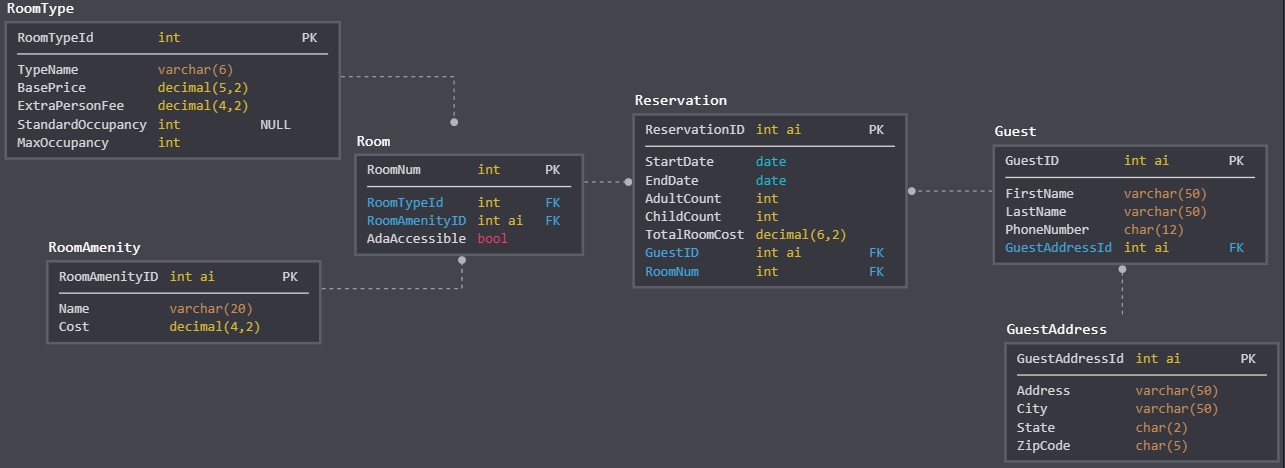 RoomType
RoomTypeId int PK
TypeName varchar(6)
BasePrice decimal(5,2)
ExtraPersonFee decimal(4,2)
StandardOccupancy int NULL
MaxOccupancy int
Room
RoomNum int PK
RoomTypeId int FK
RoomAmenityID int ai FK
AdaAccessible bool
RoomAmenity
RoomAmenityID int ai PK
Name varchar(20)
Cost decimal(4,2)
Reservation
ReservationID int ai PK
StartDate date
EndDate date
AdultCount int
ChildCount int
TotalRoomCost decimal(6,2)
GuestID int ai FK
RoomNum int FK
Guest
GuestID int ai PK
FirstName varchar(50)
LastName varchar(50)
PhoneNumber char(12)
GuestAddressId int ai FK
GuestAddress
GuestAddressId int ai PK
Address varchar(50)
City varchar(50)
State char(2)
ZipCode char(5)